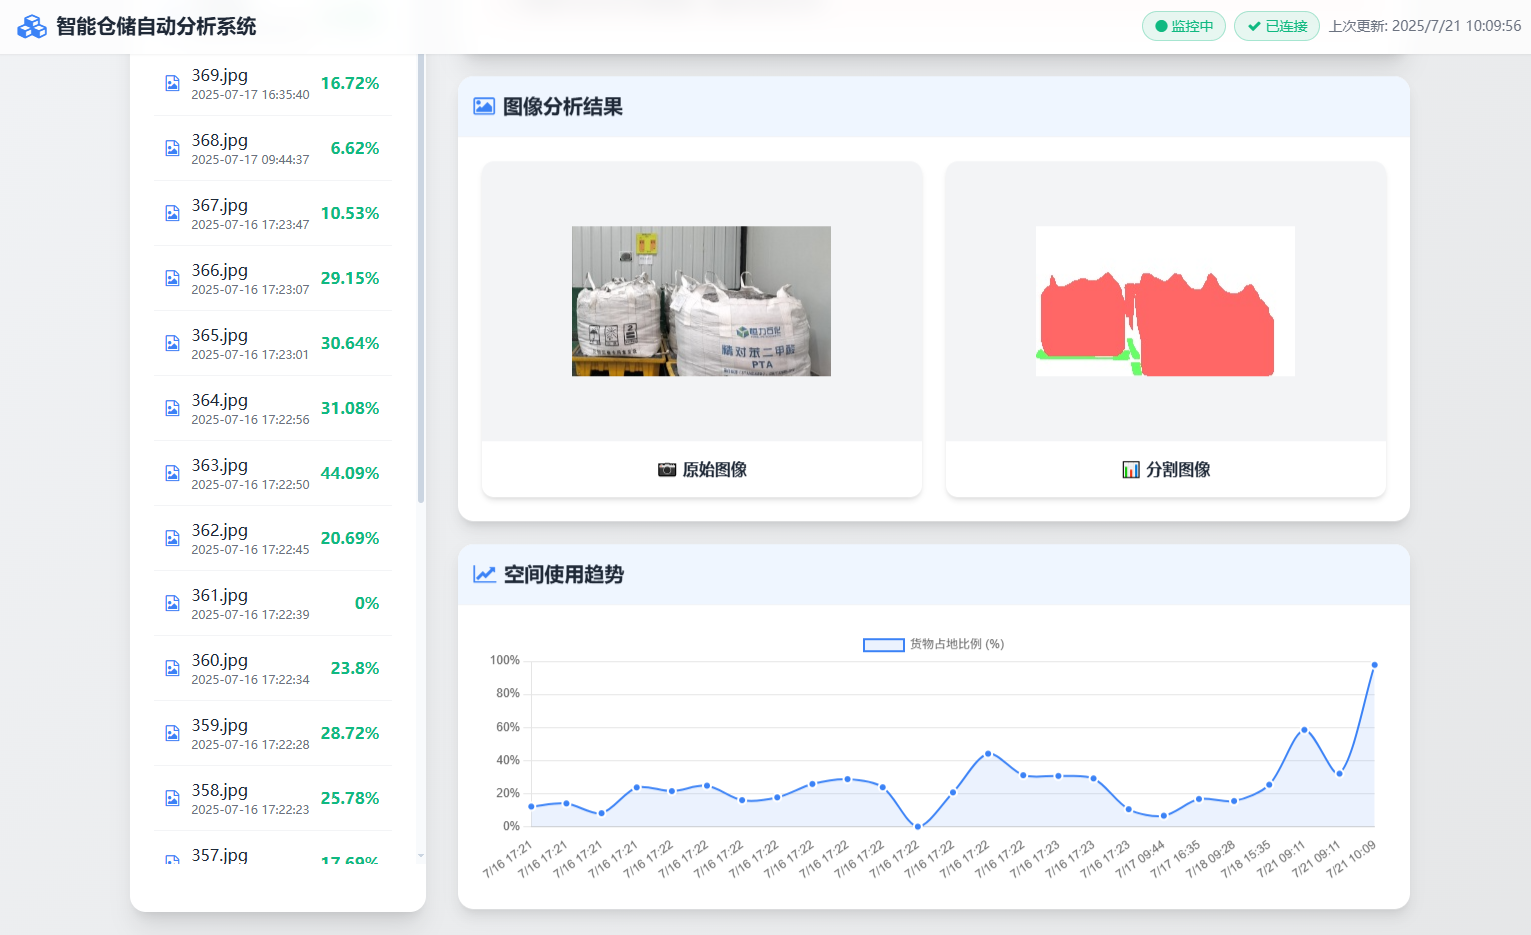 智能仓储自动分析系统
监控中
已连接
上次更新: 2025/7/21 10:09:56
369.jpg
2025-07-17 16:35:40
16.72%
368.jpg
2025-07-17 09:44:37
6.62%
367.jpg
2025-07-16 17:23:47
10.53%
366.jpg
2025-07-16 17:23:07
29.15%
365.jpg
2025-07-16 17:23:01
30.64%
364.jpg
2025-07-16 17:22:56
31.08%
363.jpg
2025-07-16 17:22:50
44.09%
362.jpg
2025-07-16 17:22:45
20.69%
361.jpg
2025-07-16 17:22:39
0%
360.jpg
2025-07-16 17:22:34
23.8%
359.jpg
2025-07-16 17:22:28
28.72%
358.jpg
2025-07-16 17:22:23
25.78%
357.jpg
17.69%
图像分析结果
恒力石化
精对苯二甲酸
PTA
原始图像
分割图像
空间使用趋势
货物占地比例 (%)
100%
80%
60%
40%
20%
0%
7/16 17:21
7/16 17:21
7/16 17:21
7/16 17:21
7/16 17:22
7/16 17:22
7/16 17:22
7/16 17:22
7/16 17:22
7/16 17:22
7/16 17:22
7/16 17:22
7/16 17:22
7/16 17:22
7/16 17:22
7/16 17:23
7/16 17:23
7/16 17:23
7/17 09:44
7/17 16:35
7/18 09:28
7/18 15:35
7/21 09:11
7/21 09:11
7/21 10:09